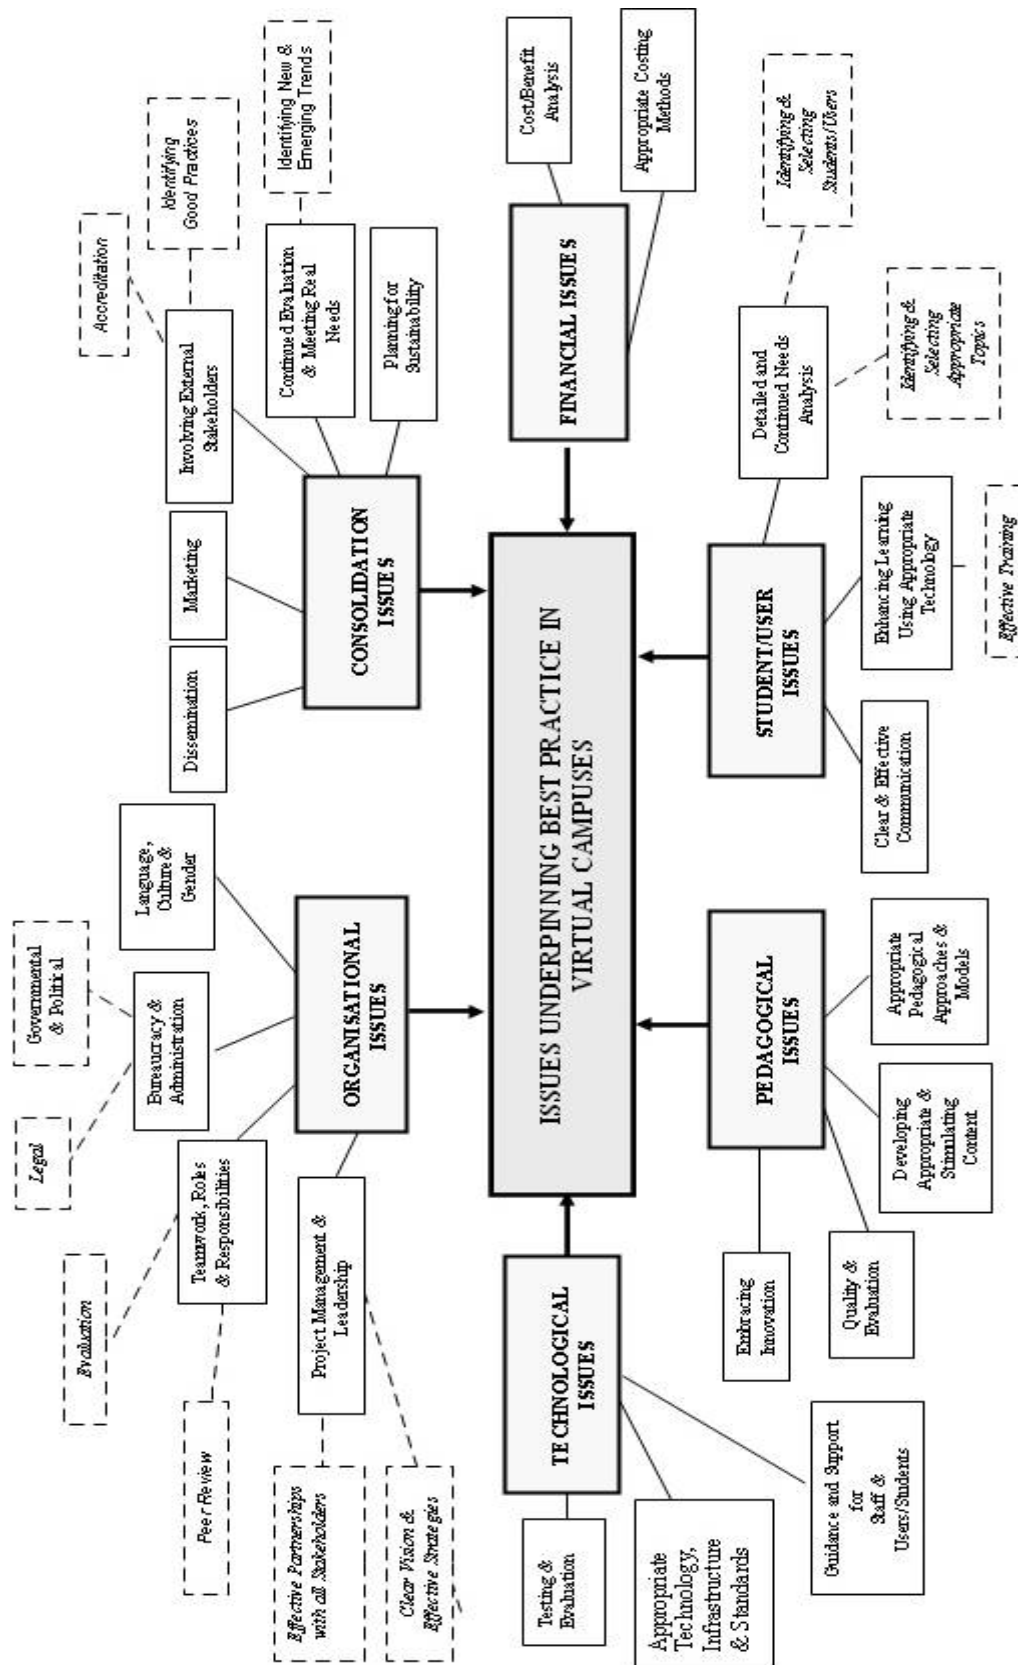 Evaluation
Legal
Governmental
& Political
Accreditation
Identifying
Good Practices
Peer Review
Teamwork, Roles
& Responsibilities
Bureaucracy &
Administration
Language,
Culture &
Gender
Dissemination
Marketing
Involving External
Stakeholders
Identifying New &
Emerging Trends
Effective Partnerships
with all Stakeholders
Project Management &
Leadership
Continued Evaluation
& Meeting Real
Needs
Clear Vision &
Effective Strategies
ORGANISATIONAL
ISSUES
CONSOLIDATION
ISSUES
Planning for
Sustainability
Testing &
Evaluation
TECHNOLOGICAL
ISSUES
ISSUES UNDERPINNING BEST PRACTICE IN
VIRTUAL CAMPUSES
FINANCIAL ISSUES
Cost/Benefit
Analysis
Appropriate Costing
Methods
Appropriate
Technology,
Infrastructure
& Standards
Guidance and Support
for
Staff &
Users/Students
PEDAGOGICAL
ISSUES
STUDENT/USER
ISSUES
Embracing
Innovation
Quality &
Evaluation
Developing
Appropriate &
Stimulating
Content
Appropriate
Pedagogical
Approaches &
Models
Clear & Effective
Communication
Enhancing Learning
Using Appropriate
Technology
Detailed and
Continued Needs
Analysis
Identifying &
Selecting
Students/Users
Identifying &
Selecting
Appropriate
Topics
Effective Training